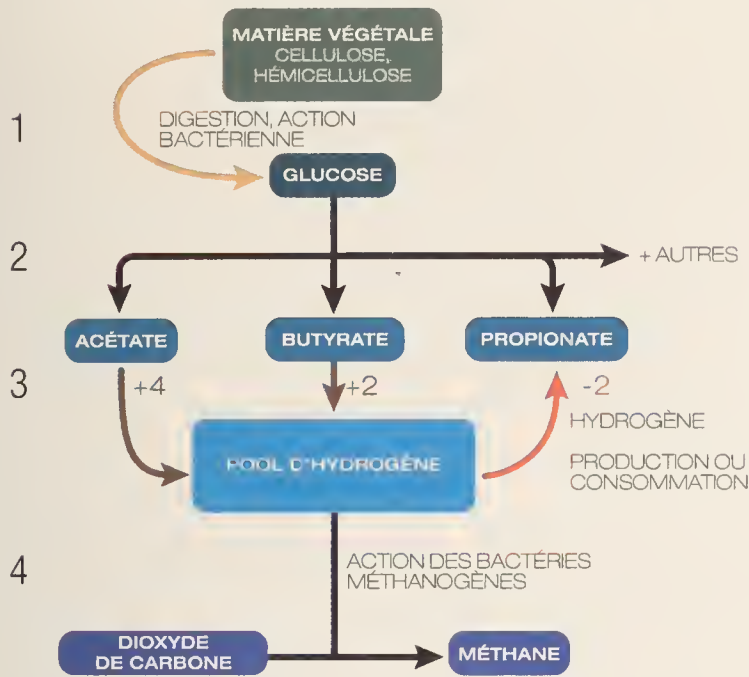 MATIÈRE VÉGÉTALE
CELLULOSE,
HÉMICELLULOSE
1
DIGESTION, ACTION
BACTÉRIENNE
GLUCOSE
2
+ AUTRES
ACÉTATE
BUTYRATE
PROPIONATE
3
+4
+2
-2
HYDROGÈNE
PRODUCTION OU
CONSOMMATION
POOL D'HYDROGÈNE
4
ACTION DES BACTÉRIES
MÉTHANOGÈNES
DIOXYDE
DE CARBONE
MÉTHANE